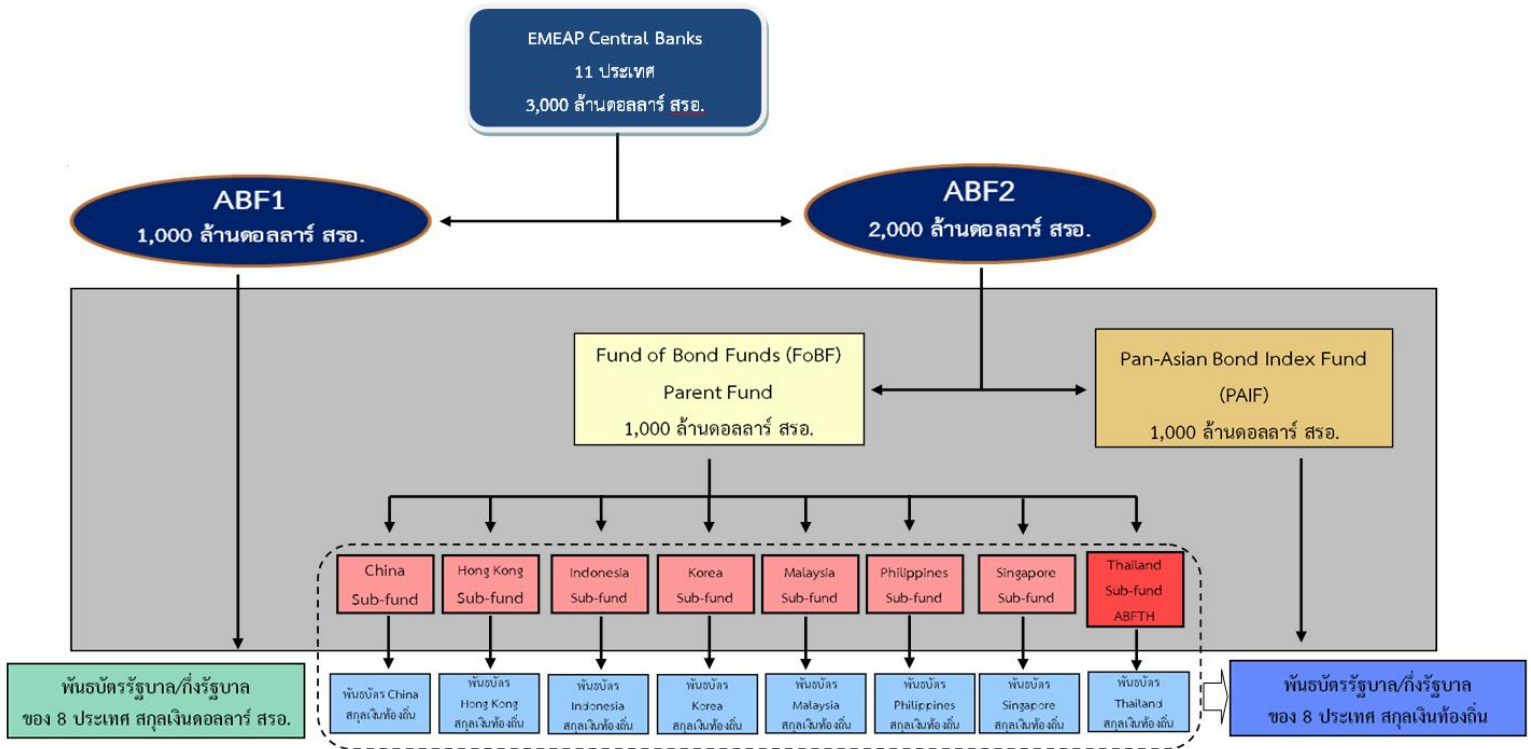 EMEAP Central Banks
11 ประเทศ
3,000 ล้านดอลลาร์ สรอ.
ABF1
1,000 ล้านดอลลาร์ สรอ.
ABF2
2,000 ล้านดอลลาร์ สรอ.
Fund of Bond Funds (FoBF)
Parent Fund
1,000 ล้านดอลลาร์ สรอ.
Pan-Asian Bond Index Fund
(PAIF)
1,000 ล้านดอลลาร์ สรอ.
China
Sub-fund
Hong Kong
Sub-fund
Indonesia
Sub-fund
Korea
Sub-fund
Malaysia
Sub-fund
Philippines
Sub-fund
Singapore
Sub-fund
Thailand
Sub-fund
ABFTH
พันธบัตรรัฐบาล/กึ่งรัฐบาล
ของ 8 ประเทศ สกุลเงินดอลลาร์ สรอ.
พันธบัตร China
สกุลเงินท้องถิ่น
พันธบัตร
Hong Kong
สกุลเงินท้องถิ่น
พันธบัตร
Indonesia
สกุลเงินท้องถิ่น
พันธบัตร
Korea
สกุลเงินท้องถิ่น
พันธบัตร
Malaysia
สกุลเงินท้องถิ่น
พันธบัตร
Philippines
สกุลเงินท้องถิ่น
พันธบัตร
Singapore
สกุลเงินท้องถิ่น
พันธบัตร
Thailand
สกุลเงินท้องถิ่น
พันธบัตรรัฐบาล/กึ่งรัฐบาล
ของ 8 ประเทศ สกุลเงินท้องถิ่น